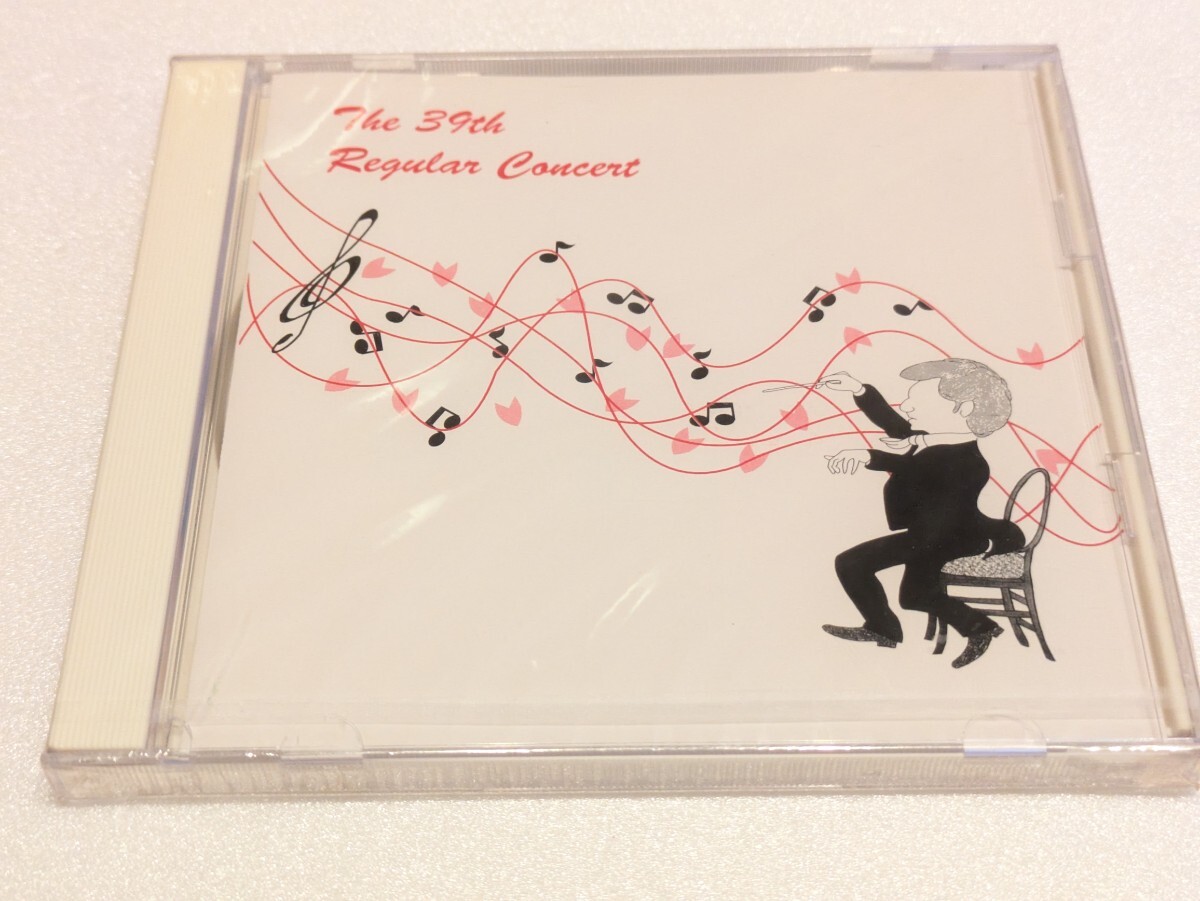 The 39th
Regular Concert